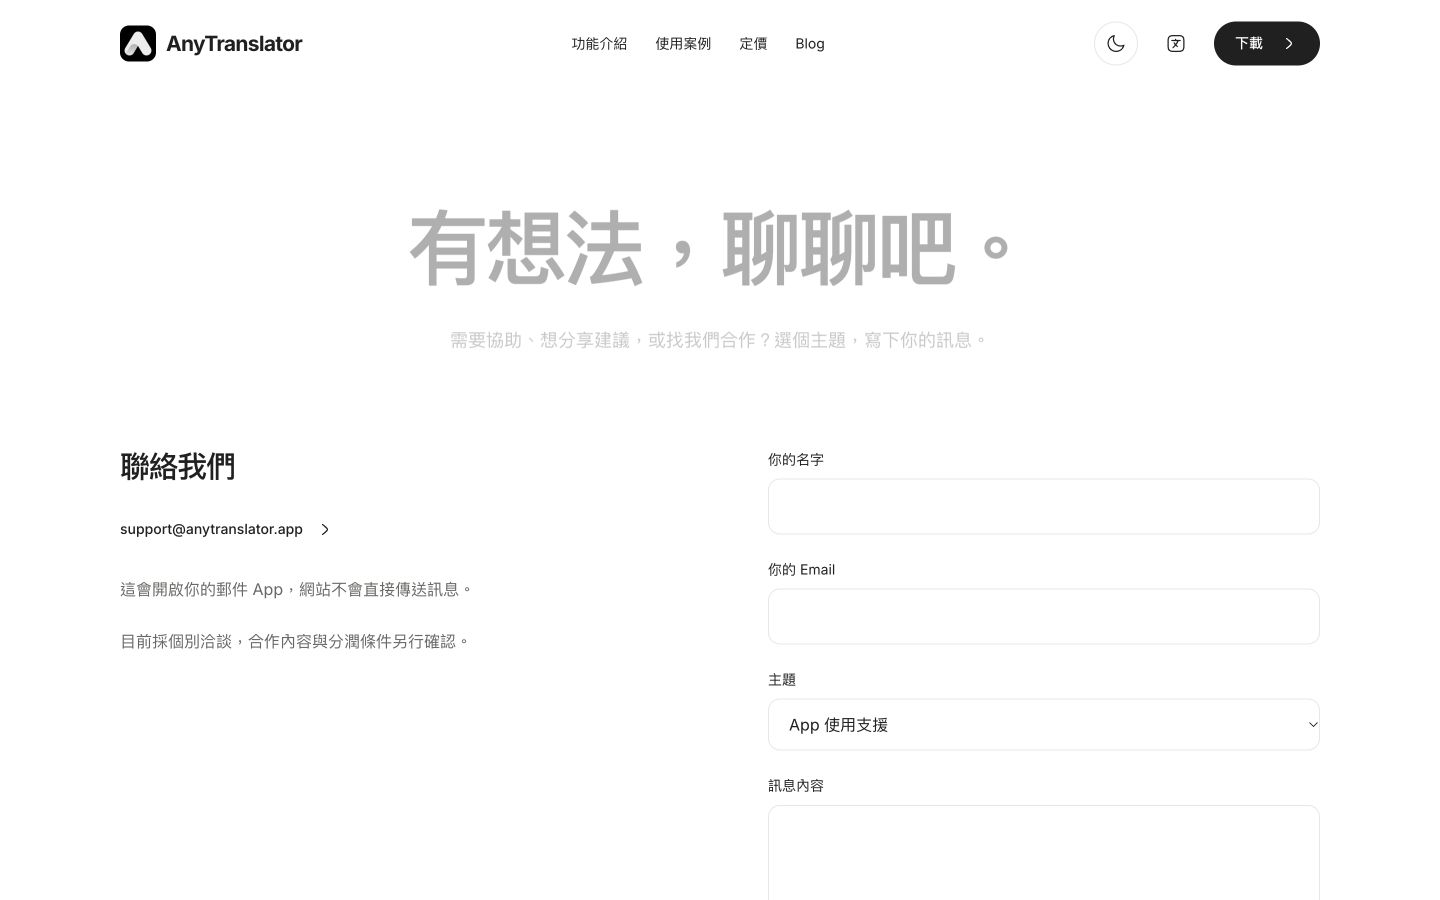 AnyTranslator
功能介紹
使用案例
定價
Blog
下載
有想法，聊聊吧。
需要協助、想分享建議，或找我們合作？選個主題，寫下你的訊息。
聯絡我們
support@anytranslator.app
這會開啟你的郵件 App，網站不會直接傳送訊息。
目前採個別洽談，合作內容與分潤條件另行確認。
你的名字
你的 Email
主題
App 使用支援
訊息內容